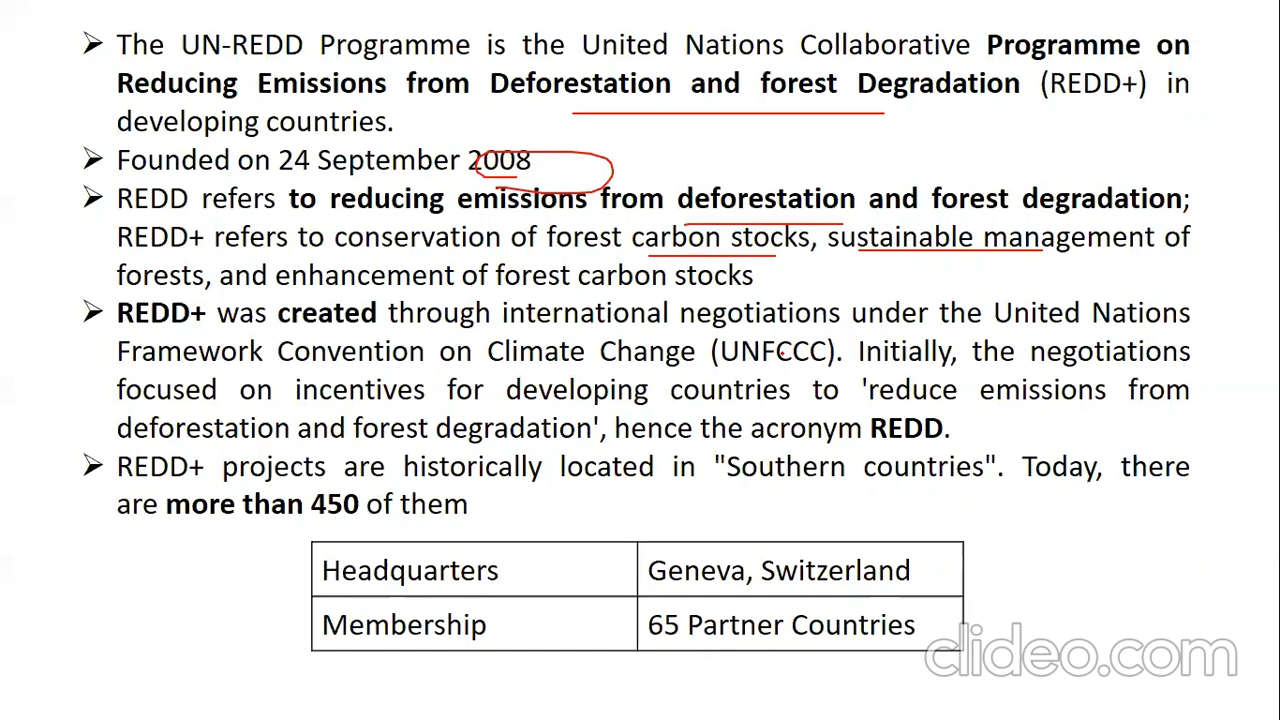 ➢ The UN-REDD Programme is the United Nations Collaborative Programme on
Reducing Emissions from Deforestation and forest Degradation (REDD+) in
developing countries.
➢ Founded on 24 September 2008
➢ REDD refers to reducing emissions from deforestation and forest degradation;
REDD+ refers to conservation of forest carbon stocks, sustainable management of
forests, and enhancement of forest carbon stocks
➢ REDD+ was created through international negotiations under the United Nations
Framework Convention on Climate Change (UNFCCC). Initially, the negotiations
focused on incentives for developing countries to 'reduce emissions from
deforestation and forest degradation', hence the acronym REDD.
➢ REDD+ projects are historically located in "Southern countries". Today, there
are more than 450 of them
Headquarters Geneva, Switzerland
Membership 65 Partner Countries
clideo.com